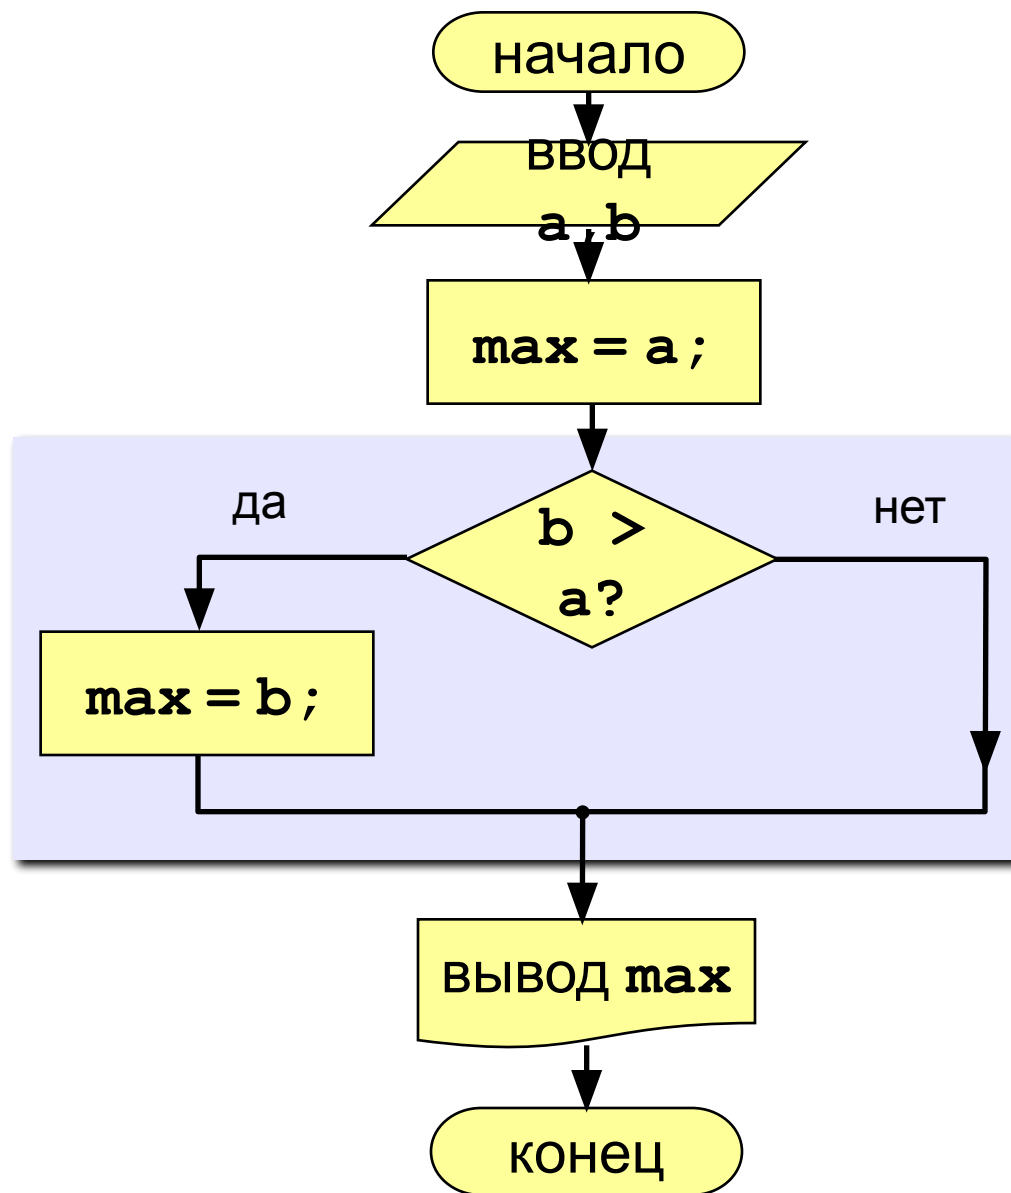 начало
ввод
a,b
max = a;
да
нет
b >
a?
max = b;
вывод max
конец